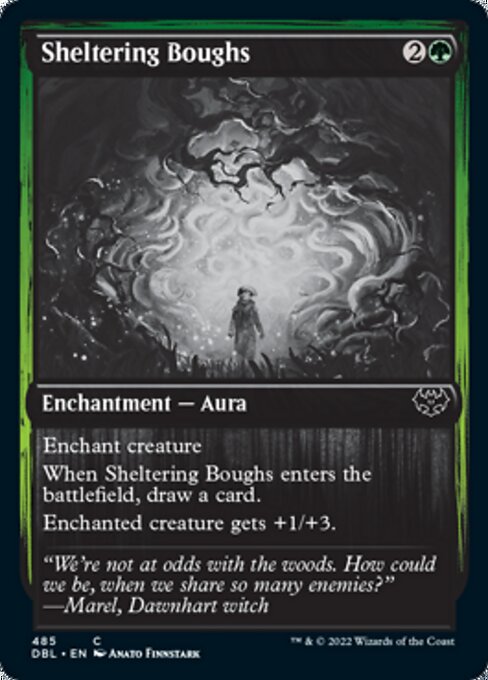 Sheltering Boughs 2
Enchantment — Aura
Enchant creature
When Sheltering Boughs enters the
battlefield, draw a card.
Enchanted creature gets +1/+3.
“We’re not at odds with the woods. How could
we be, when we share so many enemies?”
—Marel, Dawnhart witch
485 C
DBL • EN Anato Finnstark
™ & © 2022 Wizards of the Coast